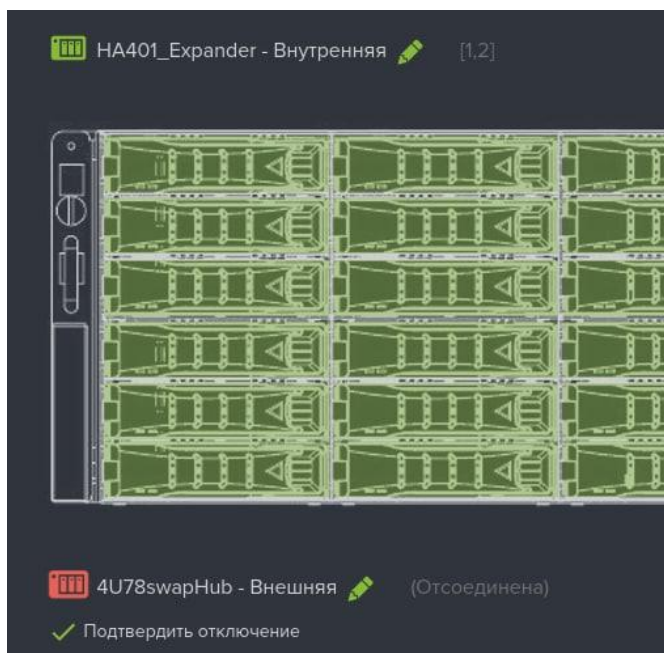 HA401_Expander - Внутренняя [1,2]
4U78swapHub - Внешняя (Отсоединена)
Подтвердить отключение